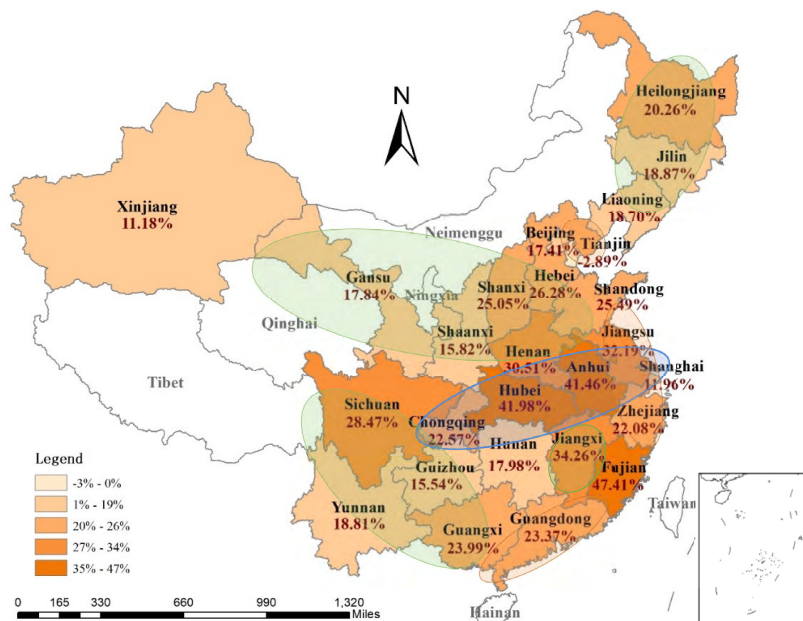 N
Heilongjiang
20.26%
Jilin
18.87%
Liaoning
18.70%
Xinjiang
11.18%
Neimenggu
Beijing
17.41%
Tianjin
-2.89%
Gansu
17.84%
Ningxia
Shanxi
25.05%
Hebei
26.28%
Shandong
25.49%
Qinghai
Shaanxi
15.82%
Jiangsu
32.19%
Henan
30.51%
Anhui
41.46%
Shanghai
11.96%
Tibet
Sichuan
28.47%
Hubei
41.98%
Chongqing
22.57%
Zhejiang
22.08%
Hunan
17.98%
Jiangxi
34.26%
Guizhou
15.54%
Fujian
47.41%
Taiwan
Yunnan
18.81%
Guangxi
23.99%
Guangdong
23.37%
Hainan
Legend
-3% - 0%
1% - 19%
20% - 26%
27% - 34%
35% - 47%
0 165 330 660 990 1,320
Miles